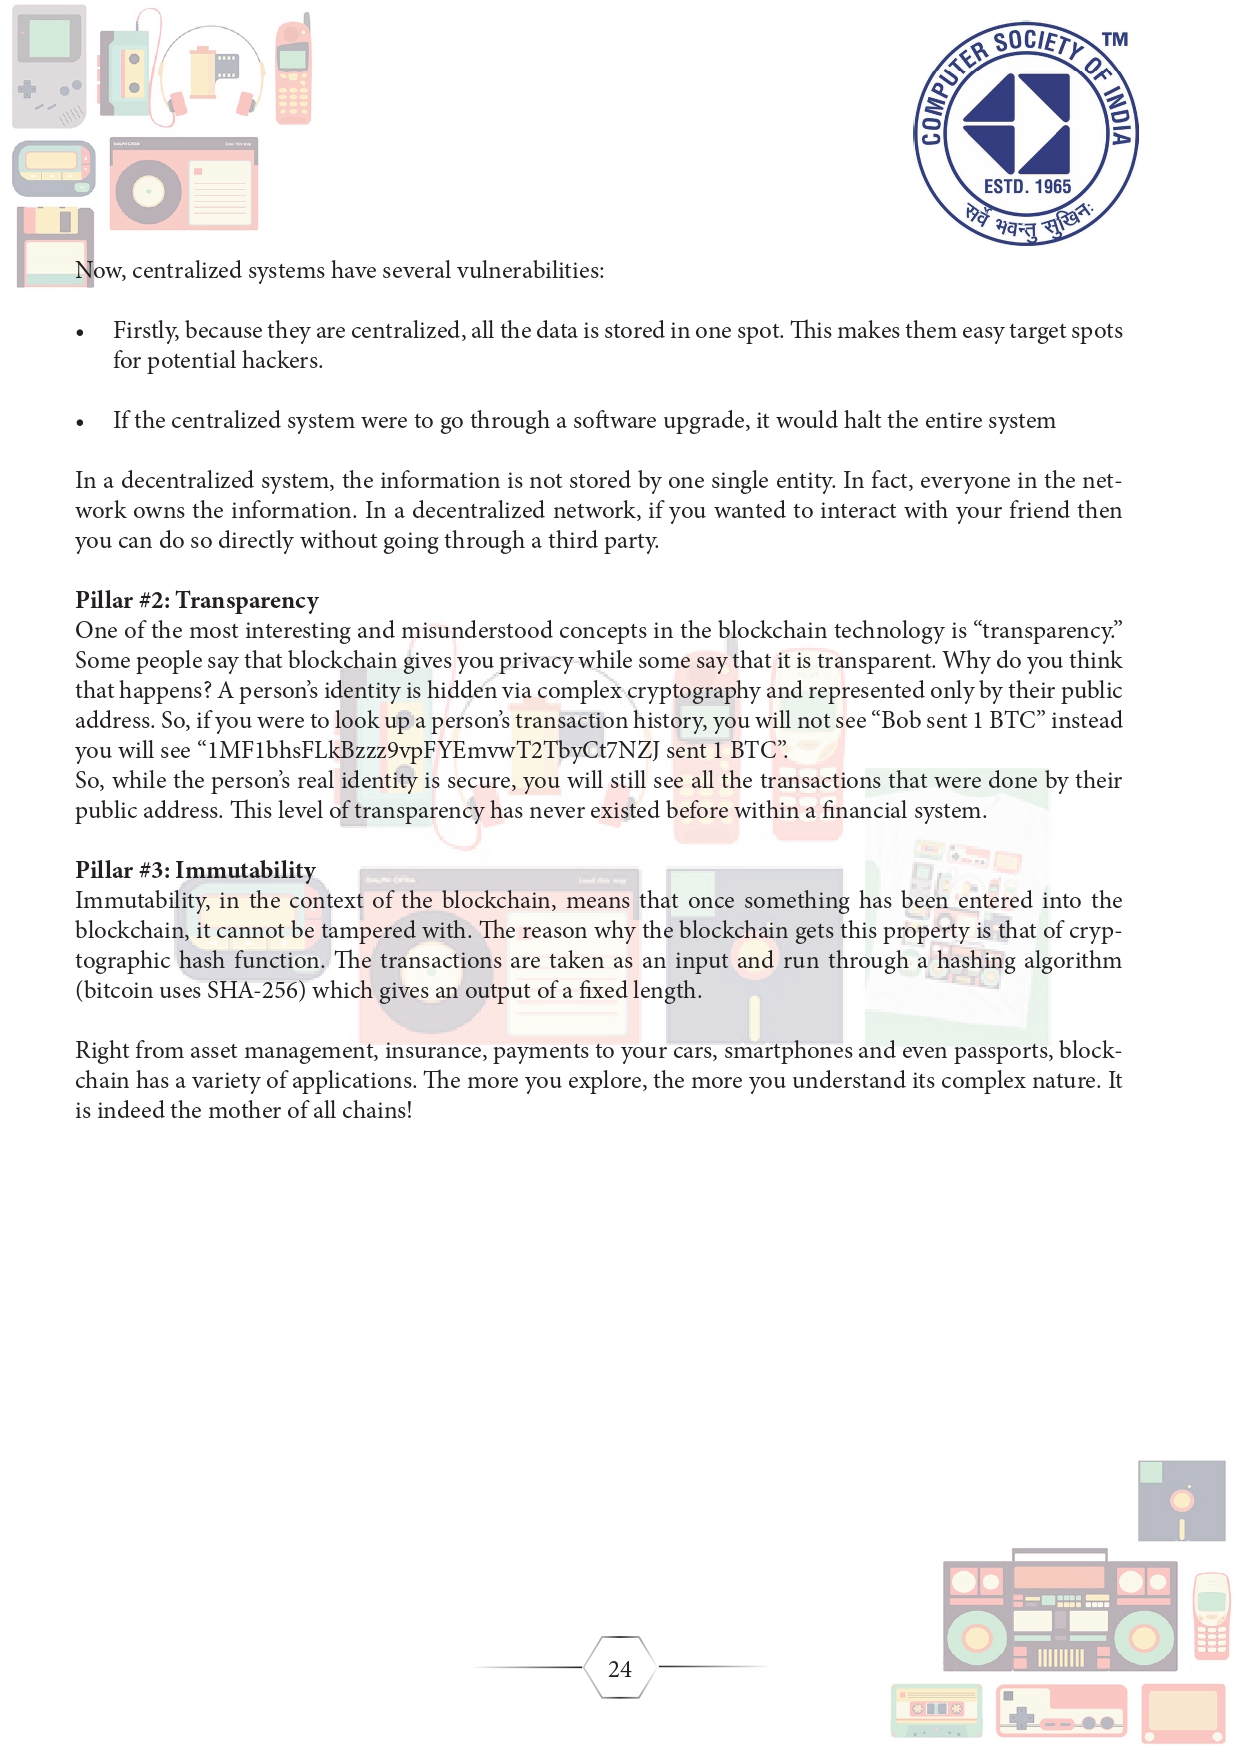 COMPUTER SOCIETY OF INDIA
TM
ESTD. 1965
सर्वे भवन्तु सुखिनः
Now, centralized systems have several vulnerabilities:
• Firstly, because they are centralized, all the data is stored in one spot. This makes them easy target spots
for potential hackers.
• If the centralized system were to go through a software upgrade, it would halt the entire system
In a decentralized system, the information is not stored by one single entity. In fact, everyone in the net-
work owns the information. In a decentralized network, if you wanted to interact with your friend then
you can do so directly without going through a third party.
Pillar #2: Transparency
One of the most interesting and misunderstood concepts in the blockchain technology is “transparency.”
Some people say that blockchain gives you privacy while some say that it is transparent. Why do you think
that happens? A person’s identity is hidden via complex cryptography and represented only by their public
address. So, if you were to look up a person’s transaction history, you will not see “Bob sent 1 BTC” instead
you will see “1MF1bhsFLkBzzz9vpFYEmvwT2TbyCt7NZJ sent 1 BTC”.
So, while the person’s real identity is secure, you will still see all the transactions that were done by their
public address. This level of transparency has never existed before within a financial system.
Pillar #3: Immutability
Immutability, in the context of the blockchain, means that once something has been entered into the
blockchain, it cannot be tampered with. The reason why the blockchain gets this property is that of cryp-
tographic hash function. The transactions are taken as an input and run through a hashing algorithm
(bitcoin uses SHA-256) which gives an output of a fixed length.
Right from asset management, insurance, payments to your cars, smartphones and even passports, block-
chain has a variety of applications. The more you explore, the more you understand its complex nature. It
is indeed the mother of all chains!
24